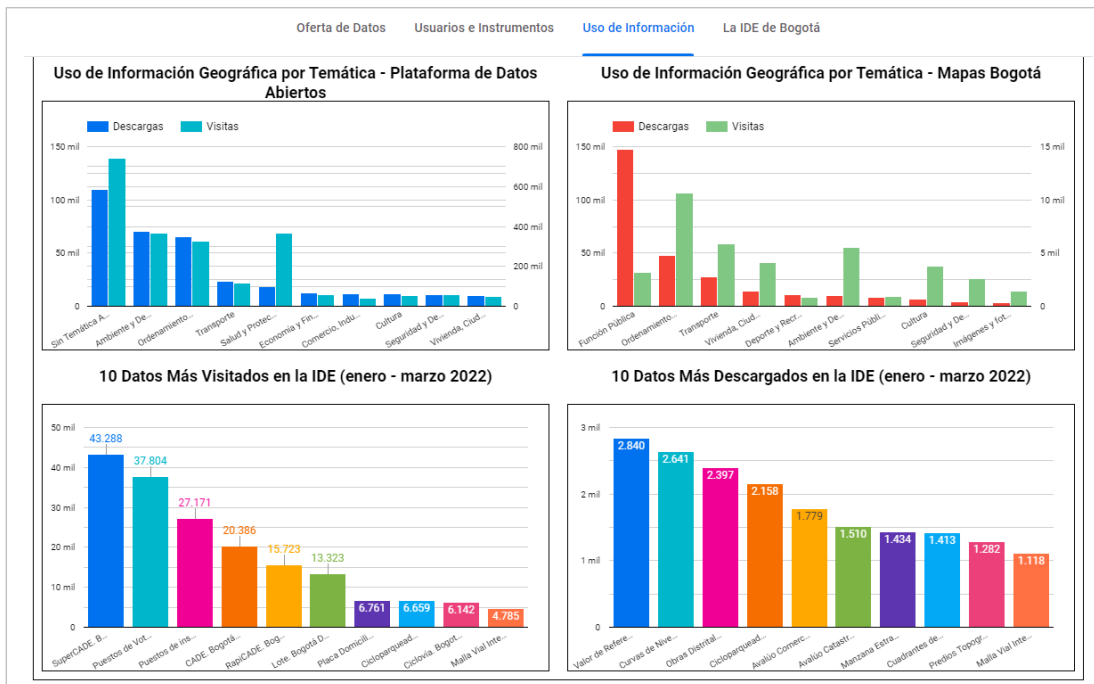 Oferta de Datos Usuarios e Instrumentos Uso de Información La IDE de Bogotá
Uso de Información Geográfica por Temática - Plataforma de Datos
Abiertos
Descargas Visitas
150 mil
100 mil
50 mil
0
800 mil
600 mil
400 mil
200 mil
0
Sin Temática A...
Ambiente y De...
Ordenamiento...
Transporte
Salud y Protec...
Economía y Fin...
Comercio, Indu...
Cultura
Seguridad y De...
Vivienda, Ciud...
Uso de Información Geográfica por Temática - Mapas Bogotá
Descargas Visitas
150 mil
100 mil
50 mil
0
15 mil
10 mil
5 mil
0
Función Pública
Ordenamiento...
Transporte
Vivienda, Ciud...
Deporte y Recr...
Ambiente y De...
Servicios Públi...
Cultura
Seguridad y De...
Imágenes y fot...
10 Datos Más Visitados en la IDE (enero - marzo 2022)
50 mil
40 mil
30 mil
20 mil
10 mil
0
43.288
37.804
27.171
20.386
15.723
13.323
6.761
6.659
6.142
4.785
SuperCADE. B...
Puestos de Vot...
Puestos de ins...
CADE. Bogotá...
RapiCADE. Bog...
Lote. Bogotá D...
Placa Domicili...
Cicloparquead...
Ciclovía. Bogot...
Malla Vial Inte...
10 Datos Más Descargados en la IDE (enero - marzo 2022)
3 mil
2 mil
1 mil
0
2.840
2.641
2.397
2.158
1.779
1.510
1.434
1.413
1.282
1.118
Valor de Refere...
Curvas de Nive...
Obras Distrital...
Cicloparquead...
Avalúo Comerc...
Avalúo Catastr...
Manzana Estra...
Cuadrantes de...
Predios Topogr...
Malla Vial Inte...